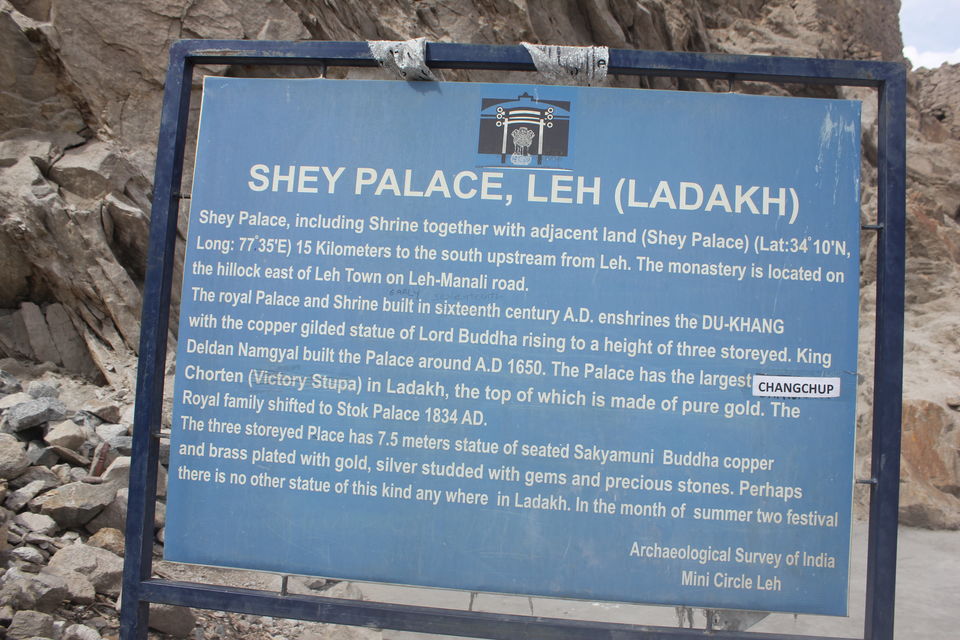 SHEY PALACE, LEH (LADAKH)
Shey Palace, including Shrine together with adjacent land (Shey Palace) (Lat:34°10'N,
Long: 77°35'E) 15 Kilometers to the south upstream from Leh. The monastery is located on
the hillock east of Leh Town on Leh-Manali road.
The royal Palace and Shrine built in sixteenth century A.D. enshrines the DU-KHANG
with the copper gilded statue of Lord Buddha rising to a height of three storeyed. King
Deldan Namgyal built the Palace around A.D 1650. The Palace has the largest CHANGCHUP
Chorten (Victory Stupa) in Ladakh, the top of which is made of pure gold. The
Royal family shifted to Stok Palace 1834 AD.
The three storeyed Place has 7.5 meters statue of seated Sakyamuni Buddha copper
and brass plated with gold, silver studded with gems and precious stones. Perhaps
there is no other statue of this kind any where in Ladakh. In the month of summer two festival
Archaeological Survey of India
Mini Circle Leh